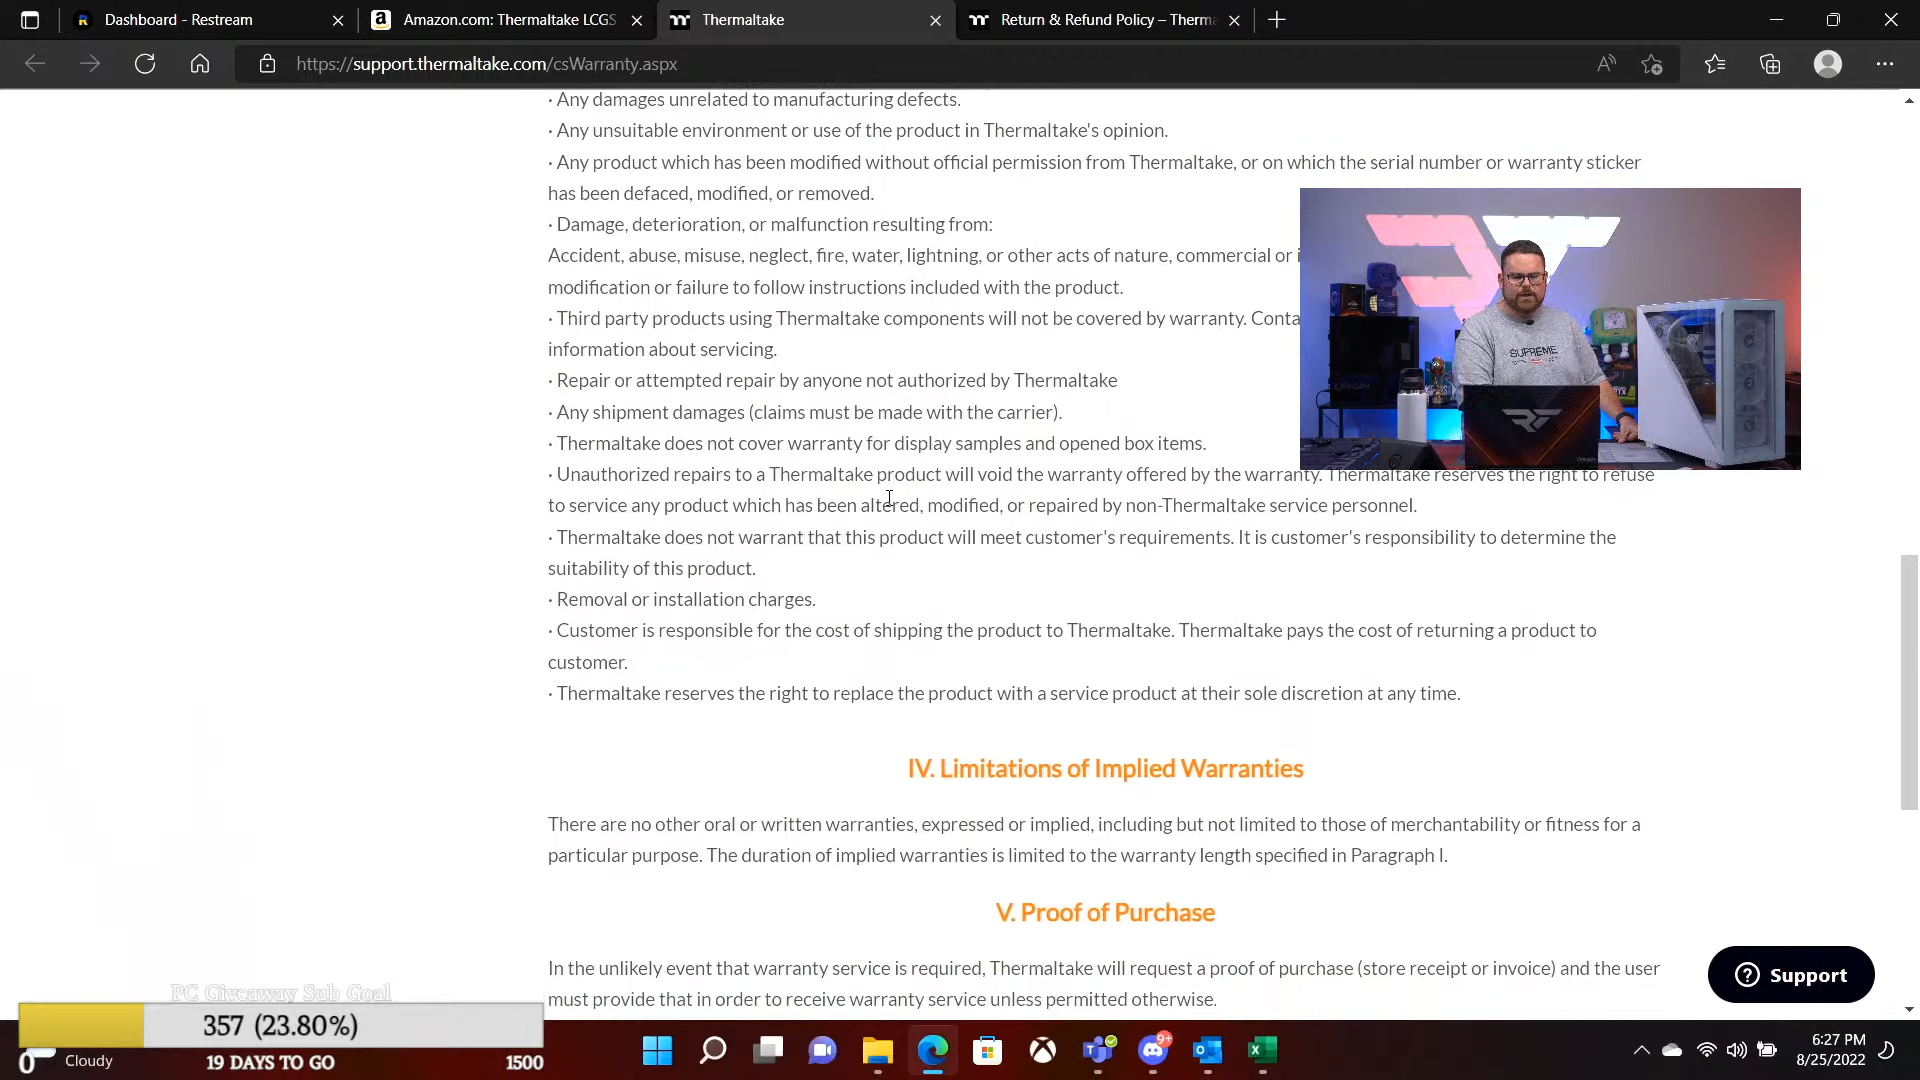 Dashboard - Restream
Amazon.com: Thermaltake LCGS
Thermaltake
Return & Refund Policy – Therma
https://support.thermaltake.com/csWarranty.aspx
· Any damages unrelated to manufacturing defects.
· Any unsuitable environment or use of the product in Thermaltake's opinion.
· Any product which has been modified without official permission from Thermaltake, or on which the serial number or warranty sticker
has been defaced, modified, or removed.
· Damage, deterioration, or malfunction resulting from:
Accident, abuse, misuse, neglect, fire, water, lightning, or other acts of nature, commercial or i
modification or failure to follow instructions included with the product.
· Third party products using Thermaltake components will not be covered by warranty. Conta
information about servicing.
· Repair or attempted repair by anyone not authorized by Thermaltake
· Any shipment damages (claims must be made with the carrier).
· Thermaltake does not cover warranty for display samples and opened box items.
· Unauthorized repairs to a Thermaltake product will void the warranty offered by the warranty. Thermaltake reserves the right to refuse
to service any product which has been altered, modified, or repaired by non-Thermaltake service personnel.
· Thermaltake does not warrant that this product will meet customer's requirements. It is customer's responsibility to determine the
suitability of this product.
· Removal or installation charges.
· Customer is responsible for the cost of shipping the product to Thermaltake. Thermaltake pays the cost of returning a product to
customer.
· Thermaltake reserves the right to replace the product with a service product at their sole discretion at any time.
SUPREME
IV. Limitations of Implied Warranties
There are no other oral or written warranties, expressed or implied, including but not limited to those of merchantability or fitness for a
particular purpose. The duration of implied warranties is limited to the warranty length specified in Paragraph I.
V. Proof of Purchase
In the unlikely event that warranty service is required, Thermaltake will request a proof of purchase (store receipt or invoice) and the user
must provide that in order to receive warranty service unless permitted otherwise.
Support
PC Giveaway Sub Goal
357 (23.80%)
0
Cloudy
19 DAYS TO GO
1500
9+
6:27 PM
8/25/2022